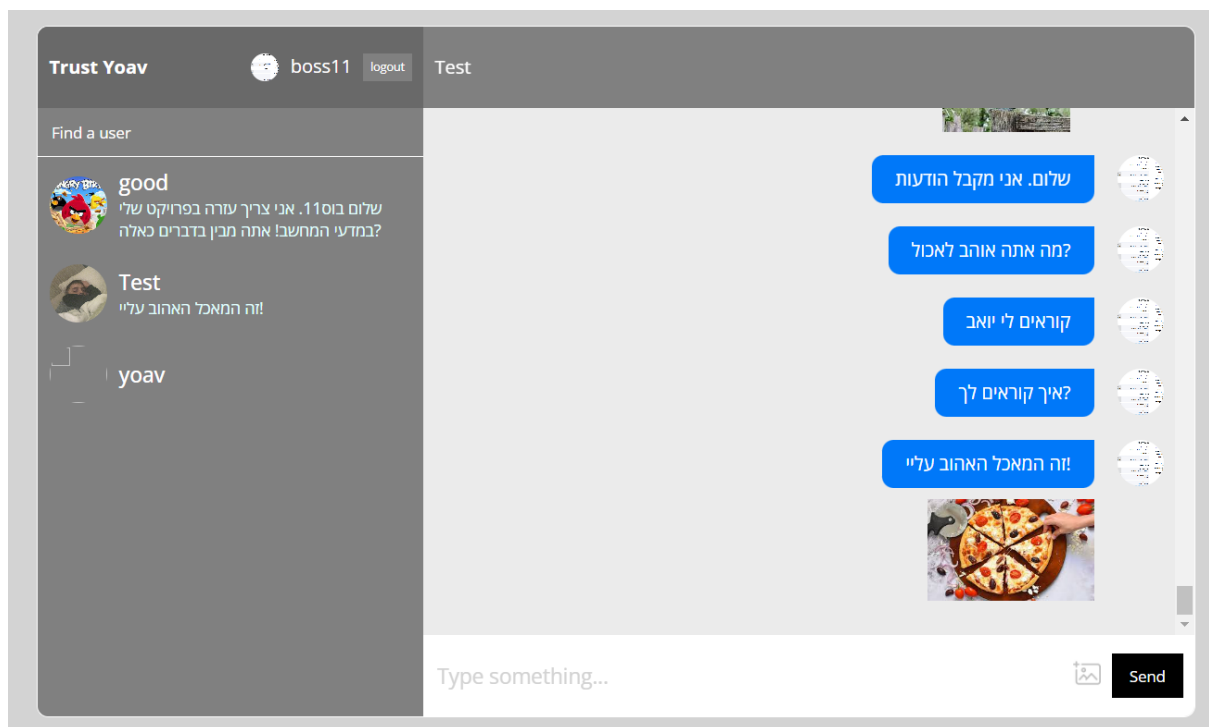 Trust Yoav
boss11
logout
Test
Find a user
good
שלום בוס11. אני צריך עזרה בפרויקט שלי
במדעי המחשב! אתה מבין בדברים כאלה?
Test
זה המאכל האהוב עליי!
yoav
שלום. אני מקבל הודעות
מה אתה אוהב לאכול?
קוראים לי יואב
איך קוראים לך?
זה המאכל האהוב עליי!
Type something...
Send